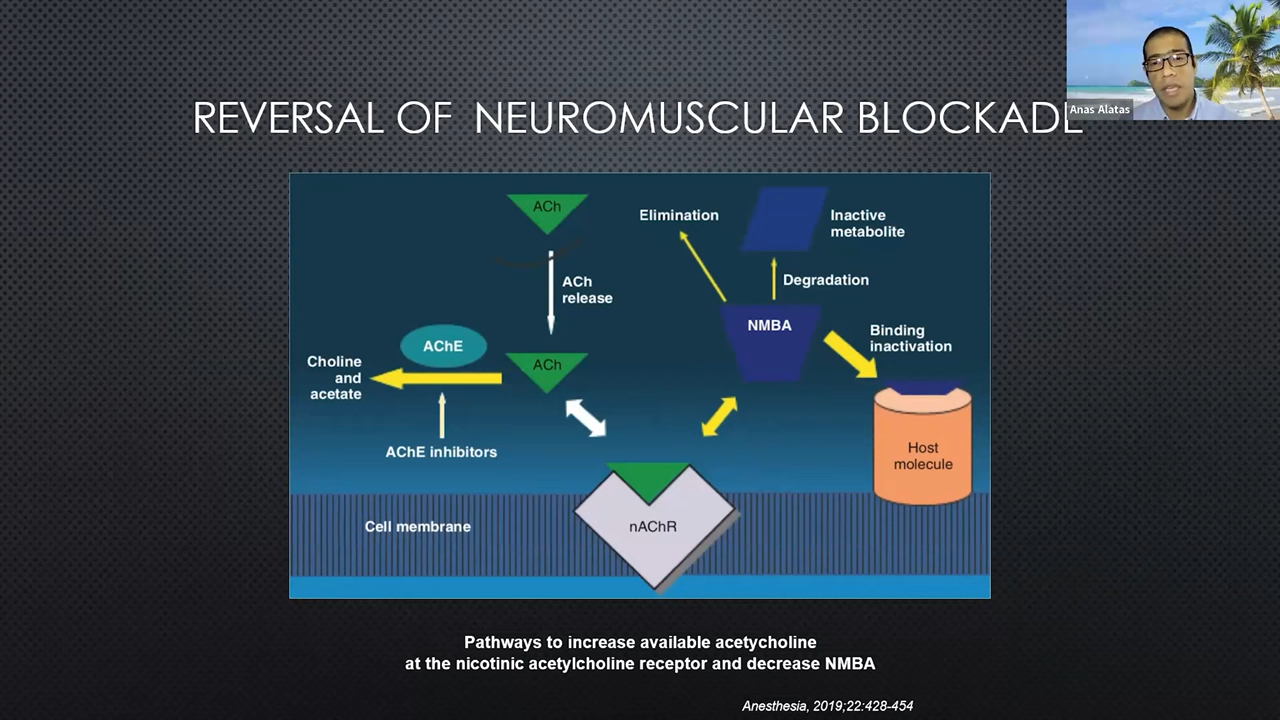 Anas Alatas
REVERSAL OF NEUROMUSCULAR BLOCKADE
ACh
Elimination
Inactive
metabolite
ACh
release
Degradation
NMBA
Binding
inactivation
AChE
ACh
Choline
and
acetate
AChE inhibitors
Host
molecule
Cell membrane
nAChR
Pathways to increase available acetycholine
at the nicotinic acetylcholine receptor and decrease NMBA
Anesthesia, 2019;22:428-454